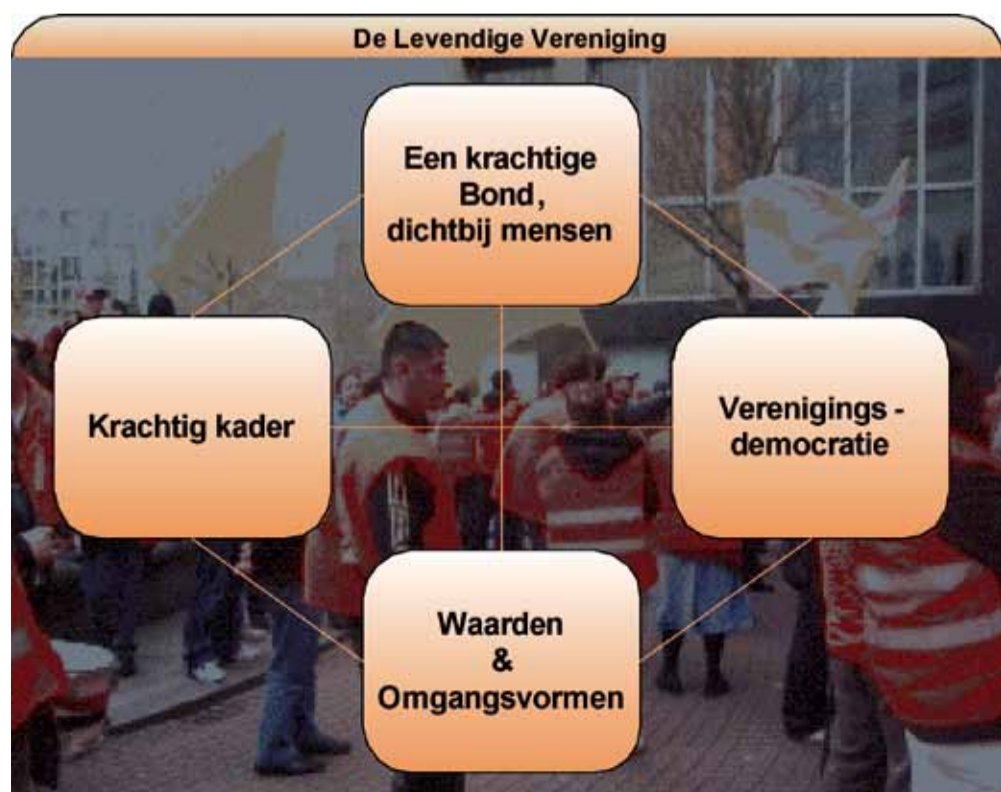 De Levendige Vereniging
Een krachtige
Bond,
dichtbij mensen
Krachtig kader
Verenigings -
democratie
Waarden
&
Omgangsvormen